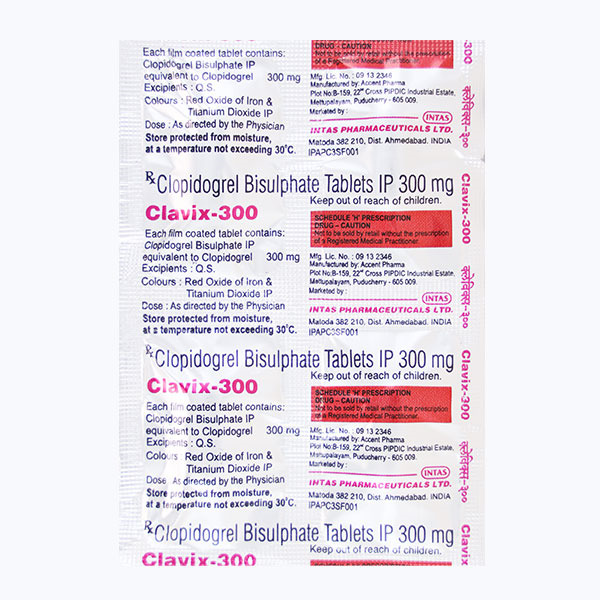 Each film coated tablet contains:
Clopidogrel Bisulphate IP
equivalent to Clopidogrel 300 mg
Excipients : Q.S.
Colours : Red Oxide of Iron &
Titanium Dioxide IP
Dose : As directed by the Physician
Store protected from moisture,
at a temperature not exceeding 30°C.
DRUG - CAUTION
Not to be sold by retail without the prescription
of a Registered Medical Practitioner.
Mfg. Lic. No. : 09 13 2346
Manufactured by: Accent Pharma
Plot No:B-159, 22nd Cross PIPDIC Industrial Estate,
Mettupalayam, Puducherry - 605 009.
Marketed by :
INTAS
INTAS PHARMACEUTICALS LTD.
Matoda 382 210, Dist. Ahmedabad. INDIA
IPAPC3SF001
-300
क्लेविक्स-३००
Rx Clopidogrel Bisulphate Tablets IP 300 mg
Keep out of reach of children.
Clavix-300
Each film coated tablet contains:
Clopidogrel Bisulphate IP
equivalent to Clopidogrel 300 mg
Excipients : Q.S.
Colours : Red Oxide of Iron &
Titanium Dioxide IP
Dose : As directed by the Physician
Store protected from moisture,
at a temperature not exceeding 30°C.
SCHEDULE 'H' PRESCRIPTION
DRUG - CAUTION
Not to be sold by retail without the prescription
of a Registered Medical Practitioner.
Mfg. Lic. No. : 09 13 2346
Manufactured by: Accent Pharma
Plot No:B-159, 22nd Cross PIPDIC Industrial Estate,
Mettupalayam, Puducherry - 605 009.
Marketed by :
INTAS
INTAS PHARMACEUTICALS LTD.
Matoda 382 210, Dist. Ahmedabad. INDIA
IPAPC3SF001
Clavix-300
क्लेविक्स-३००
Rx Clopidogrel Bisulphate Tablets IP 300 mg
Keep out of reach of children.
Clavix-300
Each film coated tablet contains:
Clopidogrel Bisulphate IP
equivalent to Clopidogrel 300 mg
Excipients : Q.S.
Colours : Red Oxide of Iron &
Titanium Dioxide IP
Dose : As directed by the Physician
Store protected from moisture,
at a temperature not exceeding 30°C.
SCHEDULE 'H' PRESCRIPTION
DRUG - CAUTION
Not to be sold by retail without the prescription
of a Registered Medical Practitioner.
Mfg. Lic. No. : 09 13 2346
Manufactured by: Accent Pharma
Plot No:B-159, 22nd Cross PIPDIC Industrial Estate,
Mettupalayam, Puducherry - 605 009.
Marketed by :
INTAS
INTAS PHARMACEUTICALS LTD.
Matoda 382 210, Dist. Ahmedabad. INDIA
IPAPC3SF001
Clavix-300
क्लेविक्स-३००
Rx Clopidogrel Bisulphate Tablets IP 300 mg
Keep out of reach of children.
Clavix-300
Clavix